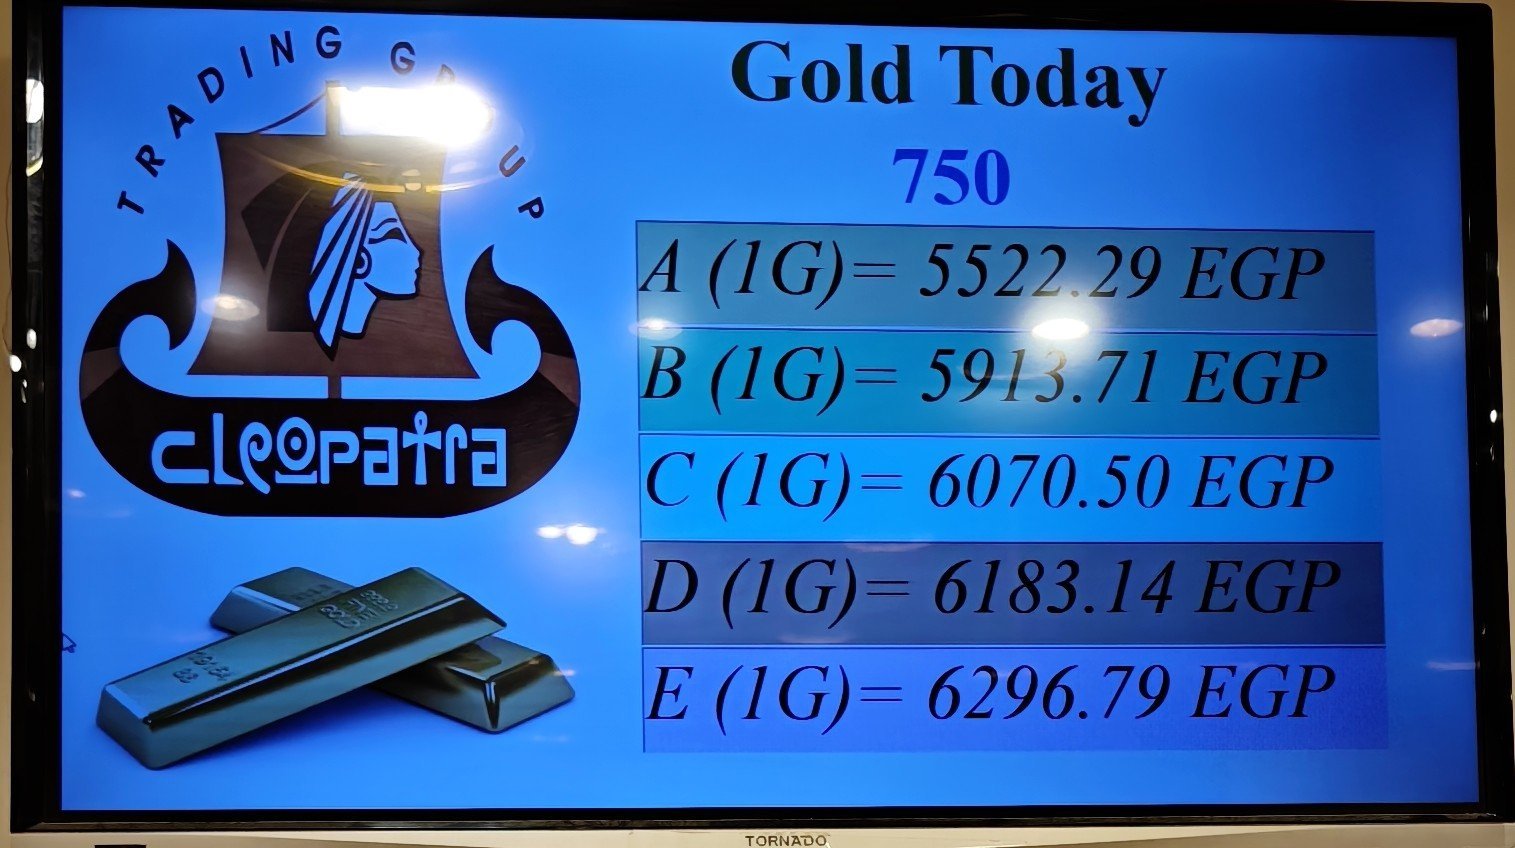 TRADING
Gold Today
750
A (1G)= 5522.29 EGP
B (1G)= 5913.71 EGP
C (1G)= 6070.50 EGP
D (1G)= 6183.14 EGP
E (1G)= 6296.79 EGP
cleopatra
TORNADO